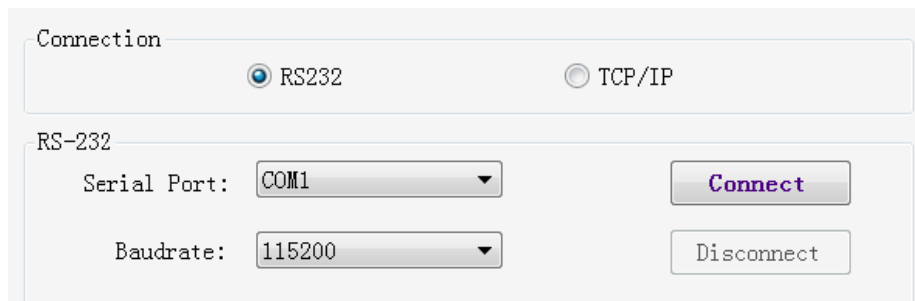 Connection
RS232 TCP/IP
RS-232
Serial Port: COM1 Connect
Baudrate: 115200 Disconnect